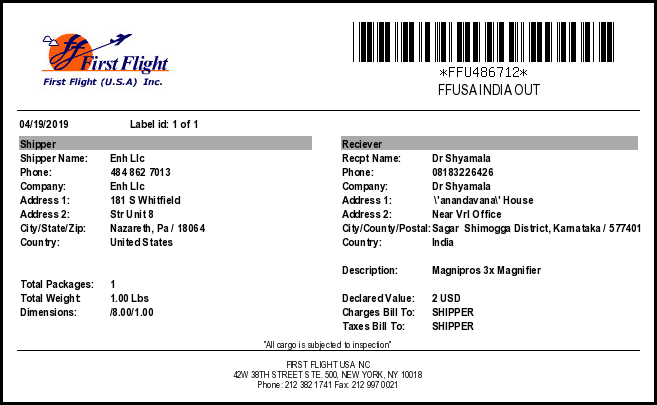 First Flight
First Flight (U.S.A) Inc.
*FFU486712*
FFUSA INDIA OUT
04/19/2019 Label id: 1 of 1
Shipper Reciever
Shipper Name: Enh Llc Recpt Name: Dr Shyamala
Phone: 484 862 7013 Phone: 08183226426
Company: Enh Llc Company: Dr Shyamala
Address 1: 181 S Whitfield Address 1: \'anandavana\' House
Address 2: Str Unit 8 Address 2: Near Vrl Office
City/State/Zip: Nazareth, Pa / 18064 City/County/Postal: Sagar Shimogga District, Karnataka / 577401
Country: United States Country: India
Description: Magnipros 3x Magnifier
Total Packages: 1
Total Weight: 1.00 Lbs Declared Value: 2 USD
Dimensions: /8.00/1.00 Charges Bill To: SHIPPER
Taxes Bill To: SHIPPER
"All cargo is subjected to inspection"
FIRST FLIGHT USA INC
42W 38TH STREET STE. 500, NEW YORK, NY 10018
Phone: 212 382 1741 Fax: 212 997 0021